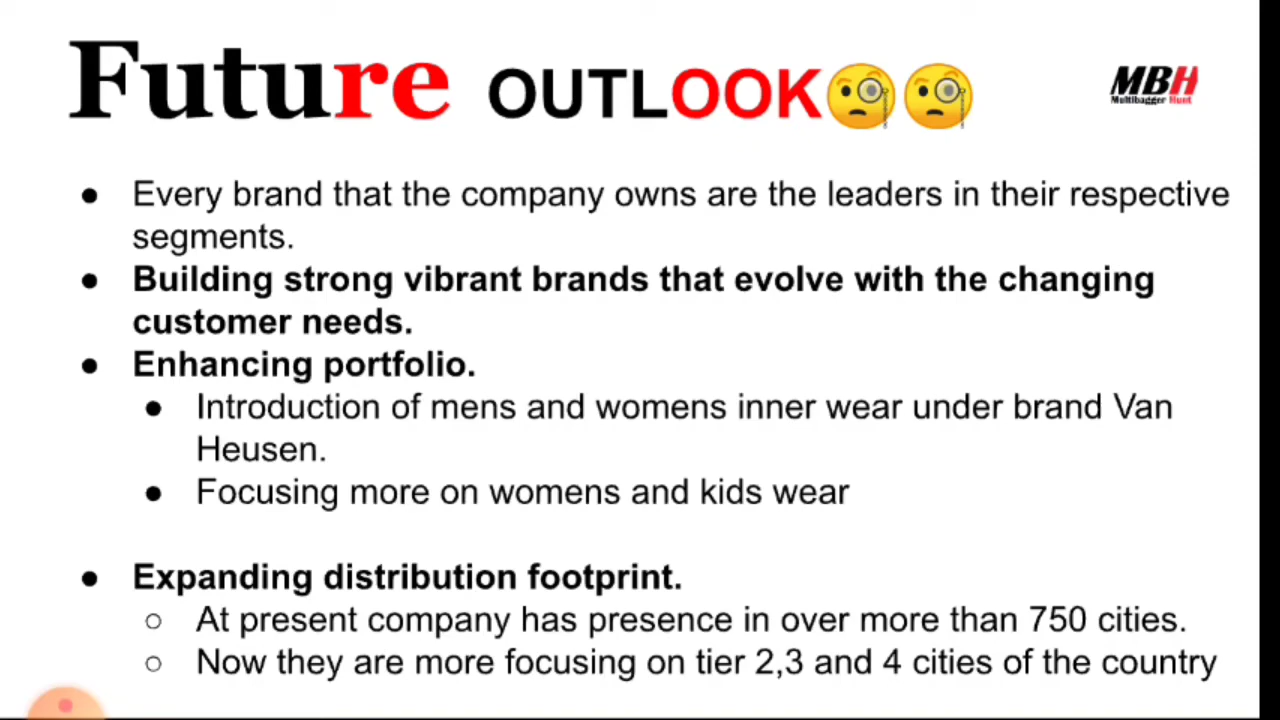 Future OUTLOOK🧐🧐
MBH
Multibagger Hunt
● Every brand that the company owns are the leaders in their respective
segments.
● Building strong vibrant brands that evolve with the changing
customer needs.
● Enhancing portfolio.
● Introduction of mens and womens inner wear under brand Van
Heusen.
● Focusing more on womens and kids wear
● Expanding distribution footprint.
○ At present company has presence in over more than 750 cities.
○ Now they are more focusing on tier 2,3 and 4 cities of the country